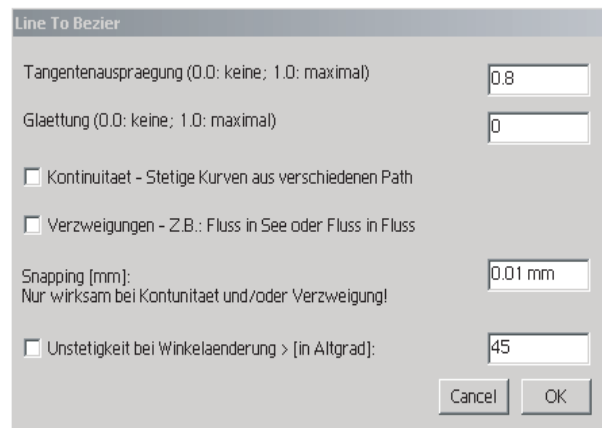 Line To Bezier
Tangentenauspraegung (0.0: keine; 1.0: maximal)
0.8
Glaettung (0.0: keine; 1.0: maximal)
0
Kontinuitaet - Stetige Kurven aus verschiedenen Path
Verzweigungen - Z.B.: Fluss in See oder Fluss in Fluss
Snapping [mm]:
0.01 mm
Nur wirksam bei Kontunitaet und/oder Verzweigung!
Unstetigkeit bei Winkelaenderung > [in Altgrad]:
45
Cancel
OK